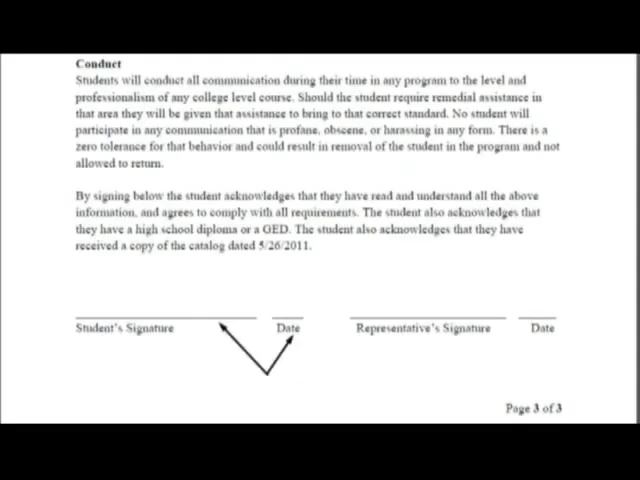 Conduct
Students will conduct all communication during their time in any program to the level and
professionalism of any college level course. Should the student require remedial assistance in
that area they will be given that assistance to bring to that correct standard. No student will
participate in any communication that is profane, obscene, or harassing in any form. There is a
zero tolerance for that behavior and could result in removal of the student in the program and not
allowed to return.
By signing below the student acknowledges that they have read and understand all the above
information, and agrees to comply with all requirements. The student also acknowledges that
they have a high school diploma or a GED. The student also acknowledges that they have
received a copy of the catalog dated 5/26/2011.
Student's Signature Date Representative's Signature Date
Page 3 of 3